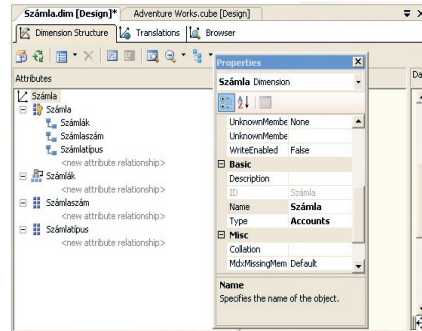 Számla.dim [Design]* Adventure Works.cube [Design]
Dimension Structure Translations Browser
Attributes
Számla
Számla
Számlák
Számlaszám
Számlatípus
<new attribute relationship>
Számlák
<new attribute relationship>
Számlaszám
<new attribute relationship>
Számlatípus
<new attribute relationship>
Properties
Számla Dimension
UnknownMembe None
UnknownMembe
WriteEnabled False
Basic
Description
ID Számla
Name Számla
Type Accounts
Misc
Collation
MdxMissingMem Default
Name
Specifies the name of the object.
Da